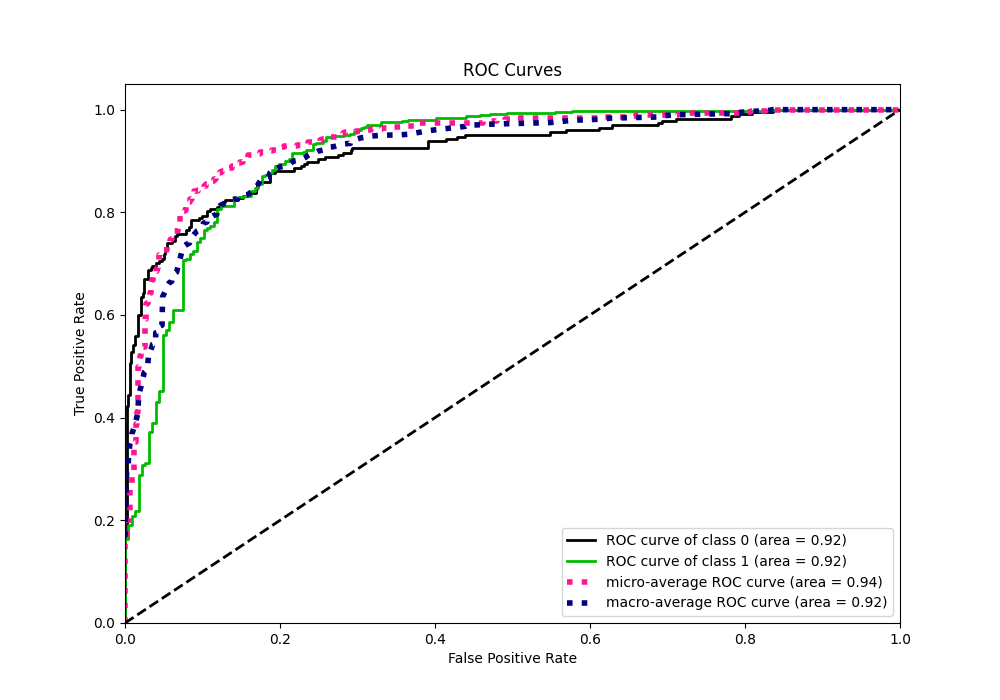 ROC Curves
True Positive Rate
1.0
0.8
0.6
0.4
0.2
0.0
ROC curve of class 0 (area = 0.92)
ROC curve of class 1 (area = 0.92)
micro-average ROC curve (area = 0.94)
macro-average ROC curve (area = 0.92)
0.0 0.2 0.4 0.6 0.8 1.0
False Positive Rate